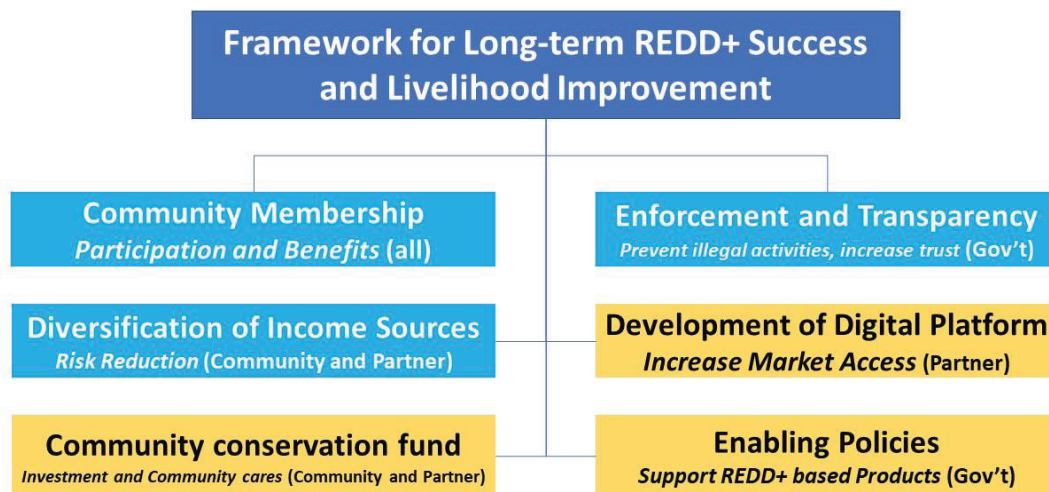 Framework for Long-term REDD+ Success
and Livelihood Improvement
Community Membership
Participation and Benefits (all)
Enforcement and Transparency
Prevent illegal activities, increase trust (Gov't)
Diversification of Income Sources
Risk Reduction (Community and Partner)
Development of Digital Platform
Increase Market Access (Partner)
Community conservation fund
Investment and Community cares (Community and Partner)
Enabling Policies
Support REDD+ based Products (Gov't)